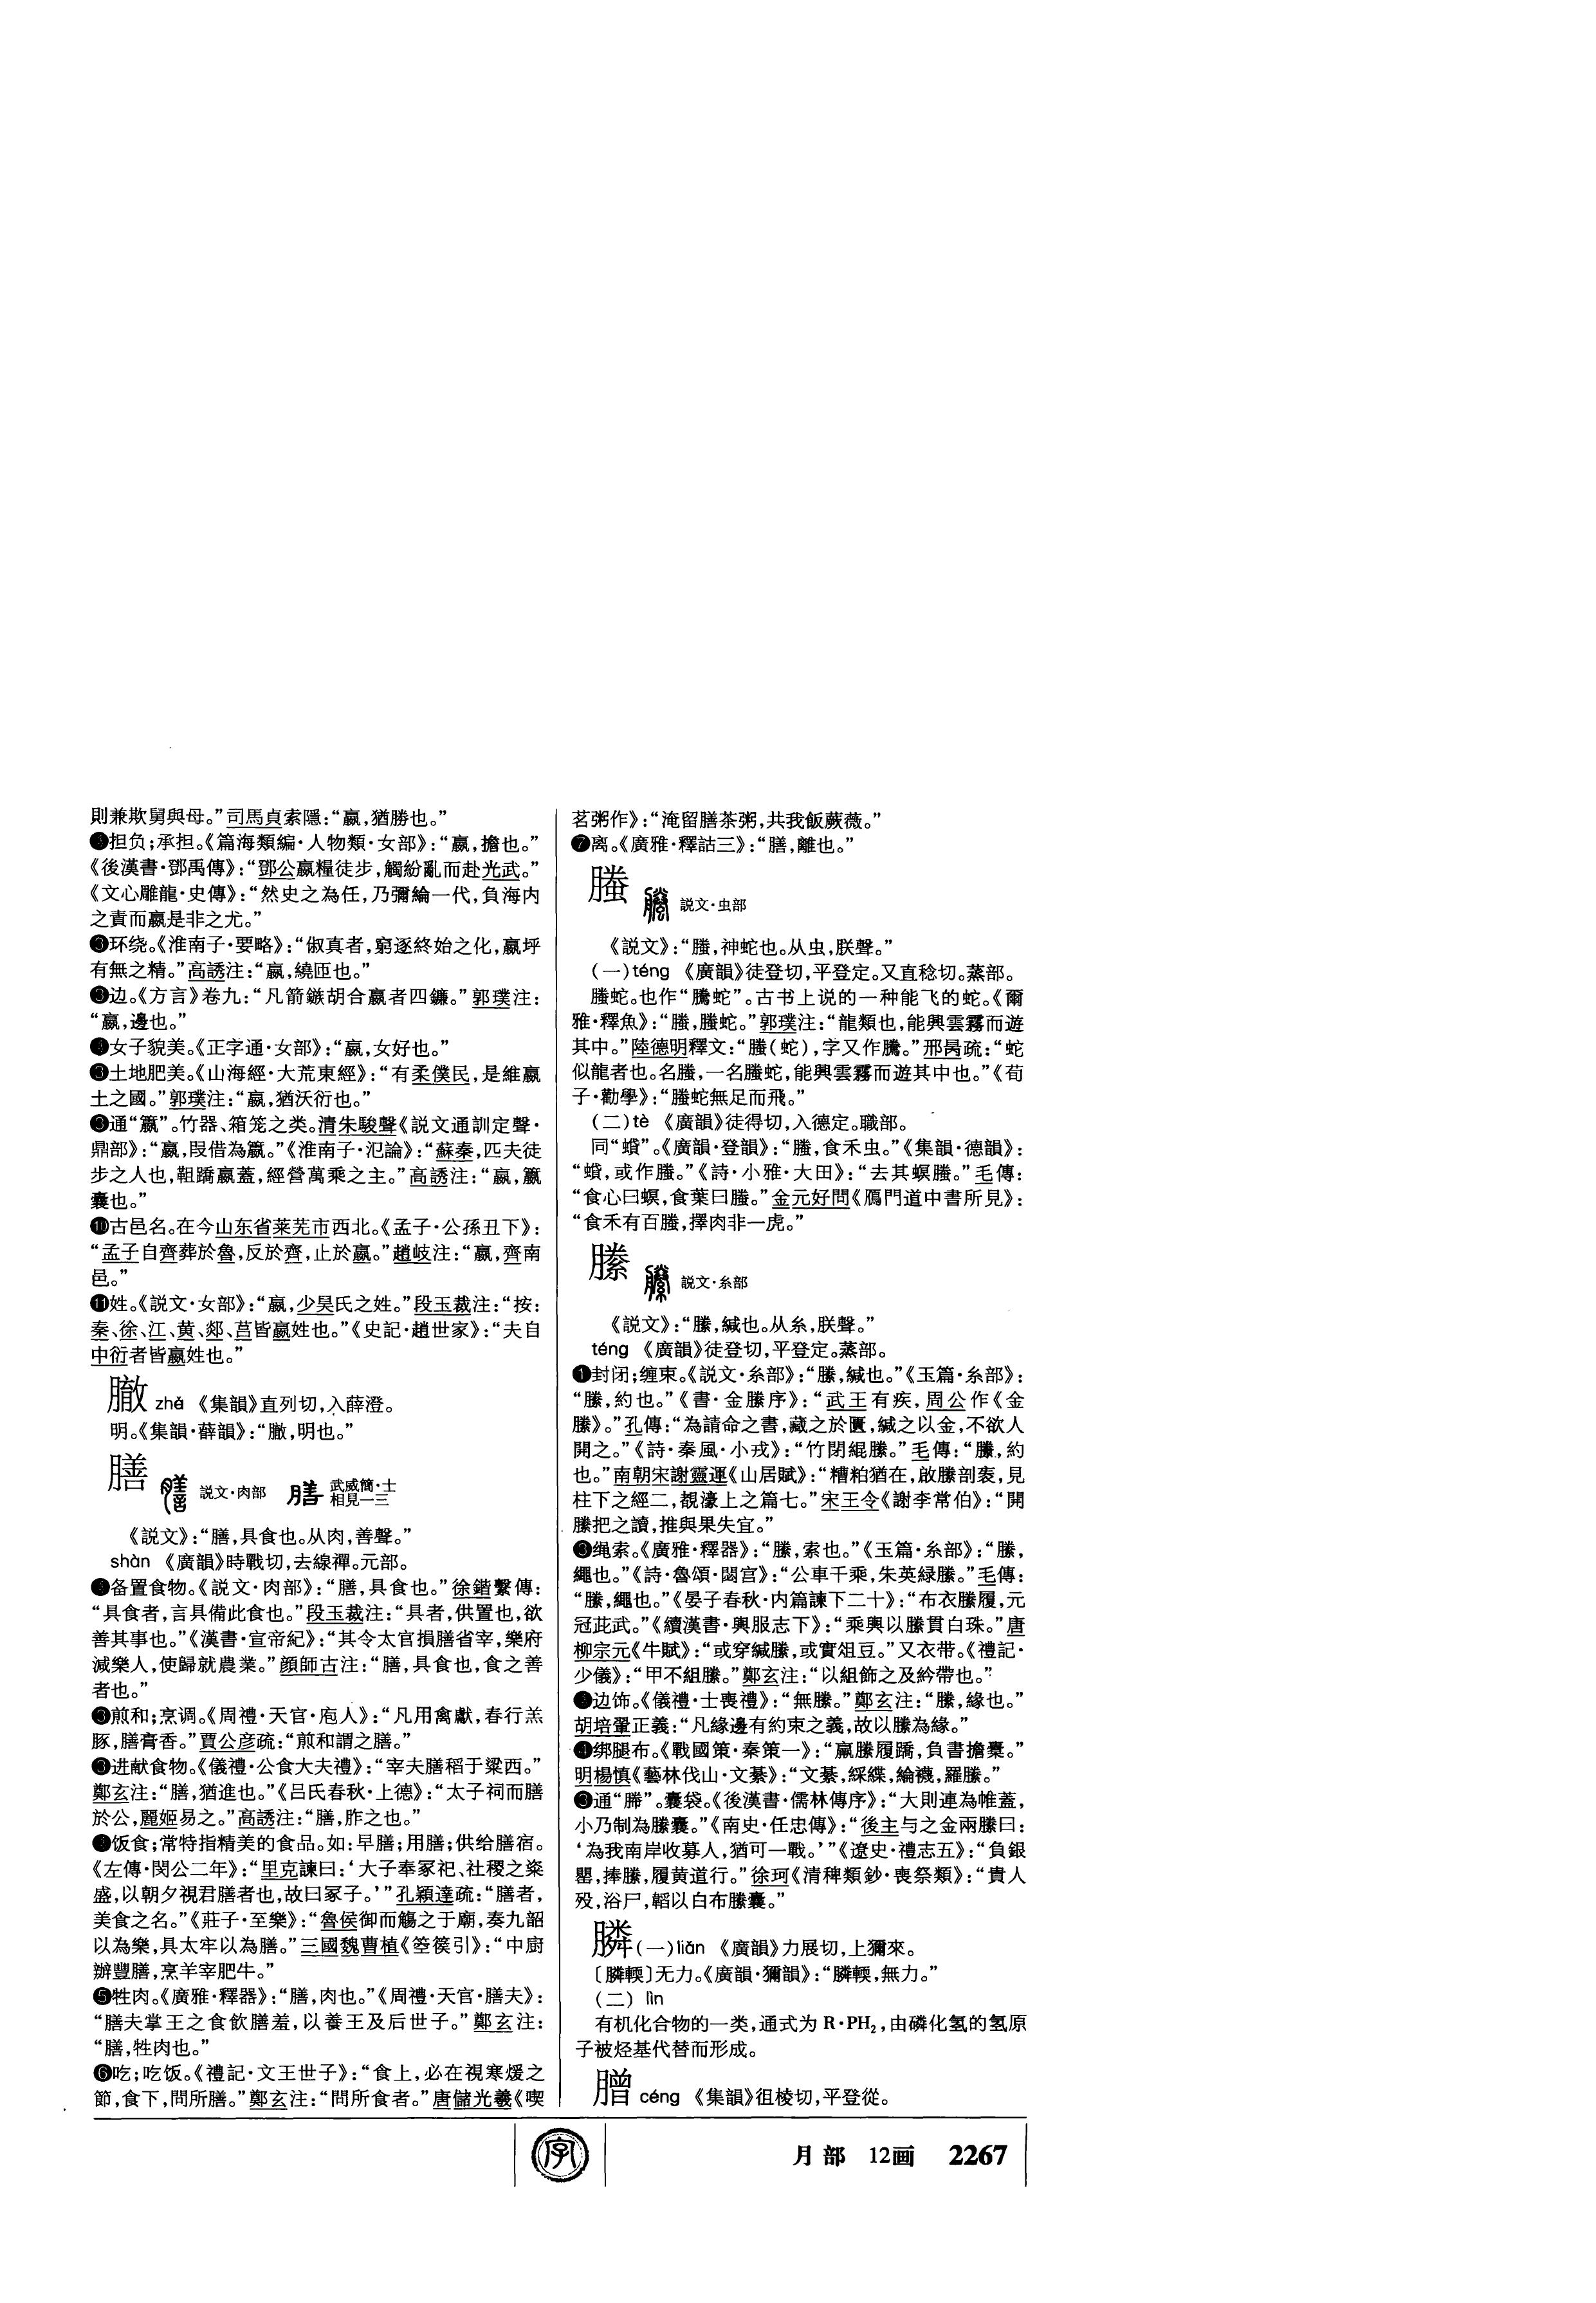 則兼欺舅與母。”司馬貞索隱：“嬴，猶勝也。”
担负；承担。《篇海類編·人物類·女部》：“嬴，擔也。”
《後漢書·鄧禹傳》：“鄧公嬴糧徒步，觸紛亂而赴光武。”
《文心雕龍·史傳》：“然史之為任，乃彌綸一代，負海内
之責而嬴是非之尤。”
环绕。《淮南子·要略》：“俶真者，窮逐終始之化，嬴垀
有無之精。”高誘注：“嬴，繞匝也。”
边。《方言》卷九：“凡箭鏃胡合嬴者四鐮。”郭璞注：
“嬴，邊也。”
女子貌美。《正字通·女部》：“嬴，女好也。”
土地肥美。《山海經·大荒東經》：“有柔僕民，是維嬴
土之國。”郭璞注：“嬴，猶沃衍也。”
通“籯”。竹器、箱笼之类。清朱駿聲《説文通訓定聲·
鼎部》：“嬴，叚借為籯。”《淮南子·氾論》：“蘇秦，匹夫徒
步之人也，靻蹻嬴蓋，經營萬乘之主。”高誘注：“嬴，籯
囊也。”
⑩古邑名。在今山东省莱芜市西北。《孟子·公孫丑下》：
“孟子自齊葬於魯，反於齊，止於嬴。”趙岐注：“嬴，齊南
邑。”
⑪姓。《説文·女部》：“嬴，少昊氏之姓。”段玉裁注：“按：
秦、徐、江、黄、郯、莒皆嬴姓也。”《史記·趙世家》：“夫自
中衍者皆嬴姓也。”
㬚 zhé 《集韻》直列切，入薛澄。
明。《集韻·薛韻》：“㬚，明也。”
膳 説文·肉部 武威簡·士相見一三
《説文》：“膳，具食也。从肉，善聲。”
shàn 《廣韻》時戰切，去線禪。元部。
备置食物。《説文·肉部》：“膳，具食也。”徐鍇繫傳：
“具食者，言具備此食也。”段玉裁注：“具者，供置也，欲
善其事也。”《漢書·宣帝紀》：“其令太官損膳省宰，樂府
減樂人，使歸就農業。”顔師古注：“膳，具食也，食之善
者也。”
煎和；烹调。《周禮·天官·庖人》：“凡用禽獻，春行羔
豚，膳膏香。”賈公彦疏：“煎和謂之膳。”
进献食物。《儀禮·公食大夫禮》：“宰夫膳稻于粱西。”
鄭玄注：“膳，猶進也。”《吕氏春秋·上德》：“太子祠而膳
於公，麗姬易之。”高誘注：“膳，胙之也。”
饭食；常特指精美的食品。如：早膳；用膳；供给膳宿。
《左傳·閔公二年》：“里克諫曰：‘大子奉冢祀、社稷之粢
盛，以朝夕視君膳者也，故曰冢子。’”孔穎達疏：“膳者，
美食之名。”《莊子·至樂》：“魯侯御而觴之于廟，奏九韶
以為樂，具太牢以為膳。”三國魏曹植《箜篌引》：“中廚
辦豐膳，烹羊宰肥牛。”
⑤牲肉。《廣雅·釋器》：“膳，肉也。”《周禮·天官·膳夫》：
“膳夫掌王之食飲膳羞，以養王及后世子。”鄭玄注：
“膳，牲肉也。”
⑥吃；吃饭。《禮記·文王世子》：“食上，必在視寒煖之
節，食下，問所膳。”鄭玄注：“問所食者。”唐儲光羲《喫
茗粥作》：“淹留膳茶粥，共我飯蕨薇。”
⑦离。《廣雅·釋詁三》：“膳，離也。”
螣 説文·虫部
《説文》：“螣，神蛇也。从虫，朕聲。”
（一）téng 《廣韻》徒登切，平登定。又直稔切。蒸部。
螣蛇。也作“騰蛇”。古书上说的一种能飞的蛇。《爾
雅·釋魚》：“螣，螣蛇。”郭璞注：“龍類也，能興雲霧而遊
其中。”陸德明釋文：“螣（蛇），字又作騰。”邢昺疏：“蛇
似龍者也。名螣，一名螣蛇，能興雲霧而遊其中也。”《荀
子·勸學》：“螣蛇無足而飛。”
（二）tè 《廣韻》徒得切，入德定。職部。
同“蟘”。《廣韻·登韻》：“螣，食禾虫。”《集韻·德韻》：
“蟘，或作螣。”《詩·小雅·大田》：“去其螟螣。”毛傳：
“食心曰螟，食葉曰螣。”金元好問《鴈門道中書所見》：
“食禾有百螣，擇肉非一虎。”
縢 説文·糸部
《説文》：“縢，緘也。从糸，朕聲。”
téng 《廣韻》徒登切，平登定。蒸部。
❶封闭；缠束。《説文·糸部》：“縢，緘也。”《玉篇·糸部》：
“縢，約也。”《書·金縢序》：“武王有疾，周公作《金
縢》。”孔傳：“為請命之書，藏之於匱，緘之以金，不欲人
開之。”《詩·秦風·小戎》：“竹閉緄縢。”毛傳：“縢，約
也。”南朝宋謝靈運《山居賦》：“糟粕猶在，啟縢剖袠，見
柱下之經二，覩濠上之篇七。”宋王令《謝李常伯》：“開
縢把之讀，推與果失宜。”
绳索。《廣雅·釋器》：“縢，索也。”《玉篇·糸部》：“縢，
繩也。”《詩·魯頌·閟宫》：“公車千乘，朱英緑縢。”毛傳：
“縢，繩也。”《晏子春秋·内篇諫下二十》：“布衣縢履，元
冠茈武。”《續漢書·輿服志下》：“乘輿以縢貫白珠。”唐
柳宗元《牛賦》：“或穿緘縢，或實俎豆。”又衣带。《禮記·
少儀》：“甲不組縢。”鄭玄注：“以組飾之及紟帶也。”
边饰。《儀禮·士喪禮》：“無縢。”鄭玄注：“縢，緣也。”
胡培翬正義：“凡緣邊有約束之義，故以縢為緣。”
❹绑腿布。《戰國策·秦策一》：“羸縢履蹻，負書擔橐。”
明楊慎《藝林伐山·文綦》：“文綦，綵緤，綸襪，羅縢。”
通“幐”。囊袋。《後漢書·儒林傳序》：“大則連為帷蓋，
小乃制為縢囊。”《南史·任忠傳》：“後主与之金兩縢曰：
‘為我南岸收募人，猶可一戰。’”《遼史·禮志五》：“負銀
罌，捧縢，履黄道行。”徐珂《清稗類鈔·喪祭類》：“貴人
殁，浴尸，韜以白布縢囊。”
膦 （一）liǎn 《廣韻》力展切，上獮來。
〔膦㮕〕无力。《廣韻·獮韻》：“膦㮕，無力。”
（二） lìn
有机化合物的一类，通式为 R·PH₂，由磷化氢的氢原
子被烃基代替而形成。
䁬 céng 《集韻》徂棱切，平登從。
字
月部 12画 2267